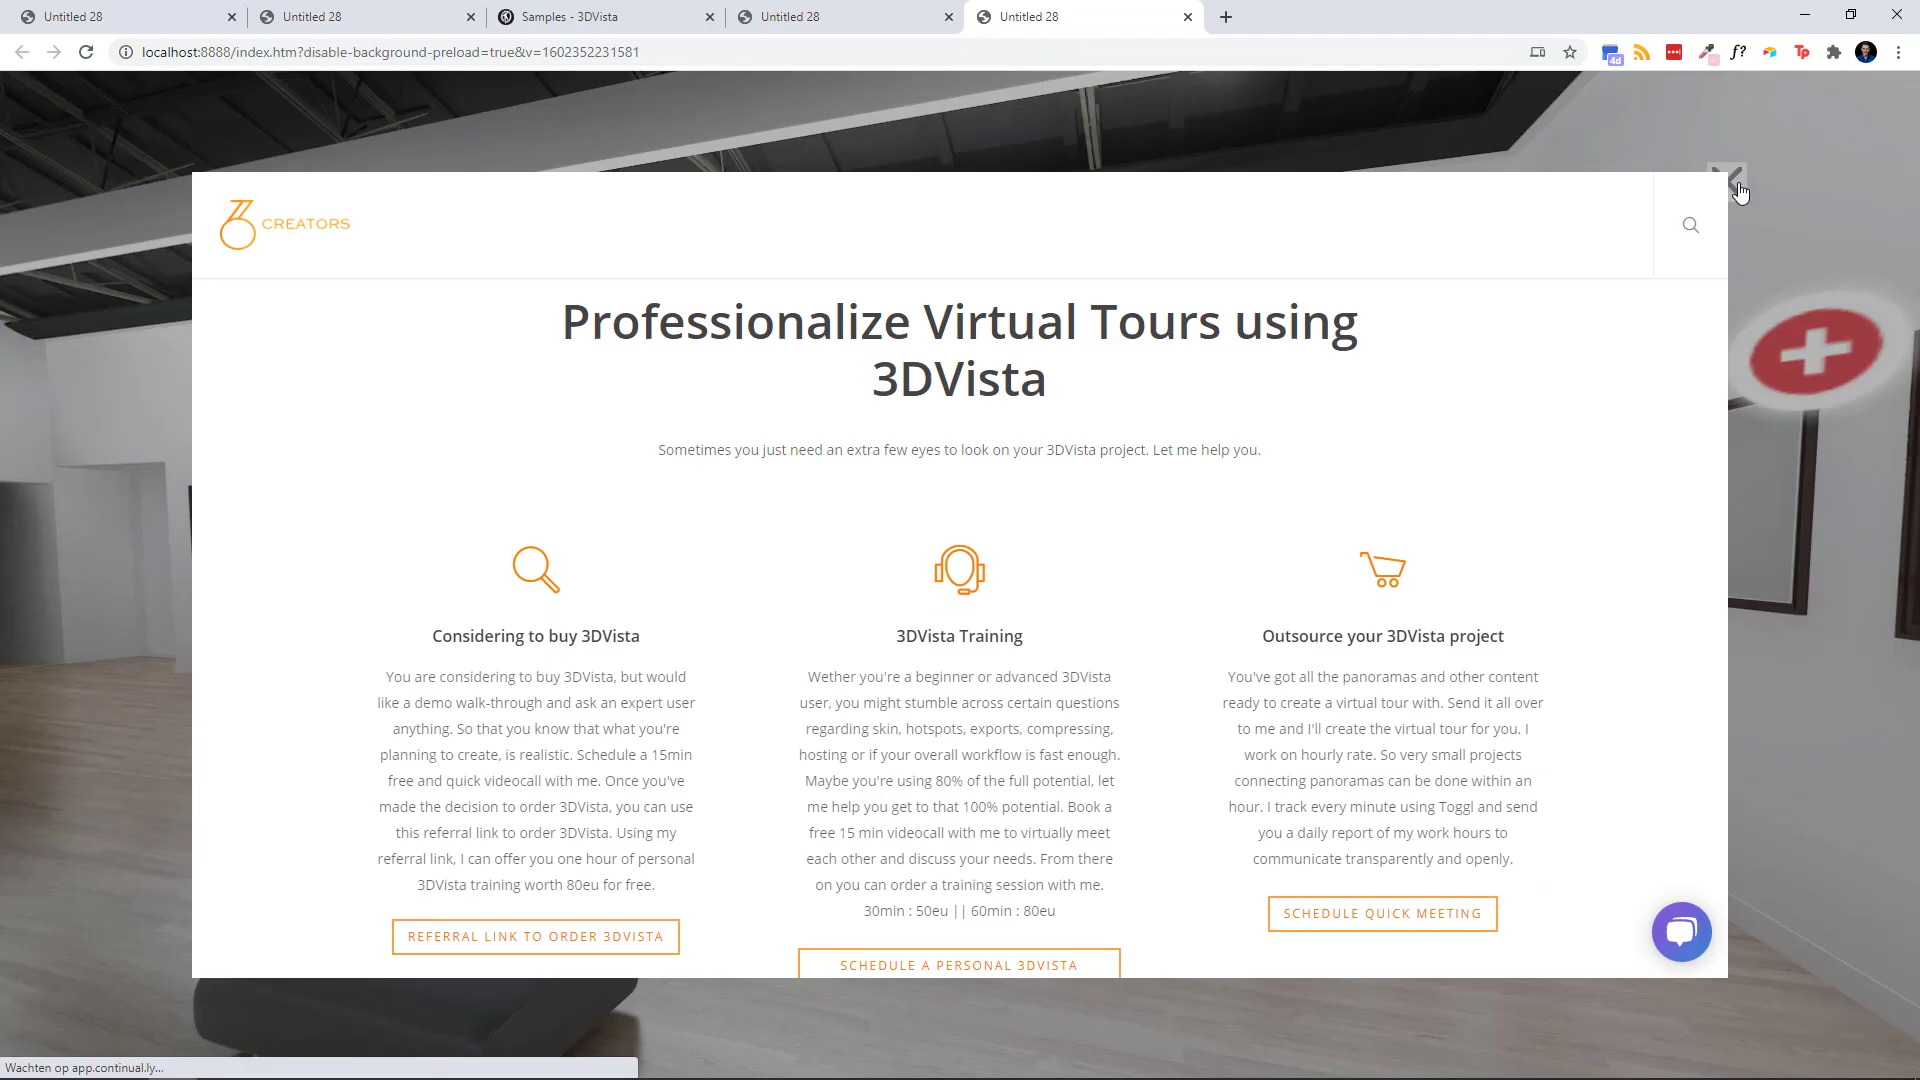 Untitled 28
Untitled 28
Samples - 3DVista
Untitled 28
Untitled 28
localhost:8888/index.htm?disable-background-preload=true&v=1602352231581
4d
f?
Tp
CREATORS
Professionalize Virtual Tours using
3DVista
Sometimes you just need an extra few eyes to look on your 3DVista project. Let me help you.
Considering to buy 3DVista
You are considering to buy 3DVista, but would
like a demo walk-through and ask an expert user
anything. So that you know that what you're
planning to create, is realistic. Schedule a 15min
free and quick videocall with me. Once you've
made the decision to order 3DVista, you can use
this referral link to order 3DVista. Using my
referral link, I can offer you one hour of personal
3DVista training worth 80eu for free.
REFERRAL LINK TO ORDER 3DVISTA
3DVista Training
Wether you're a beginner or advanced 3DVista
user, you might stumble across certain questions
regarding skin, hotspots, exports, compressing,
hosting or if your overall workflow is fast enough.
Maybe you're using 80% of the full potential, let
me help you get to that 100% potential. Book a
free 15 min videocall with me to virtually meet
each other and discuss your needs. From there
on you can order a training session with me.
30min : 50eu || 60min : 80eu
SCHEDULE A PERSONAL 3DVISTA
Outsource your 3DVista project
You've got all the panoramas and other content
ready to create a virtual tour with. Send it all over
to me and I'll create the virtual tour for you. I
work on hourly rate. So very small projects
connecting panoramas can be done within an
hour. I track every minute using Toggl and send
you a daily report of my work hours to
communicate transparently and openly.
SCHEDULE QUICK MEETING
Wachten op app.continual.ly...